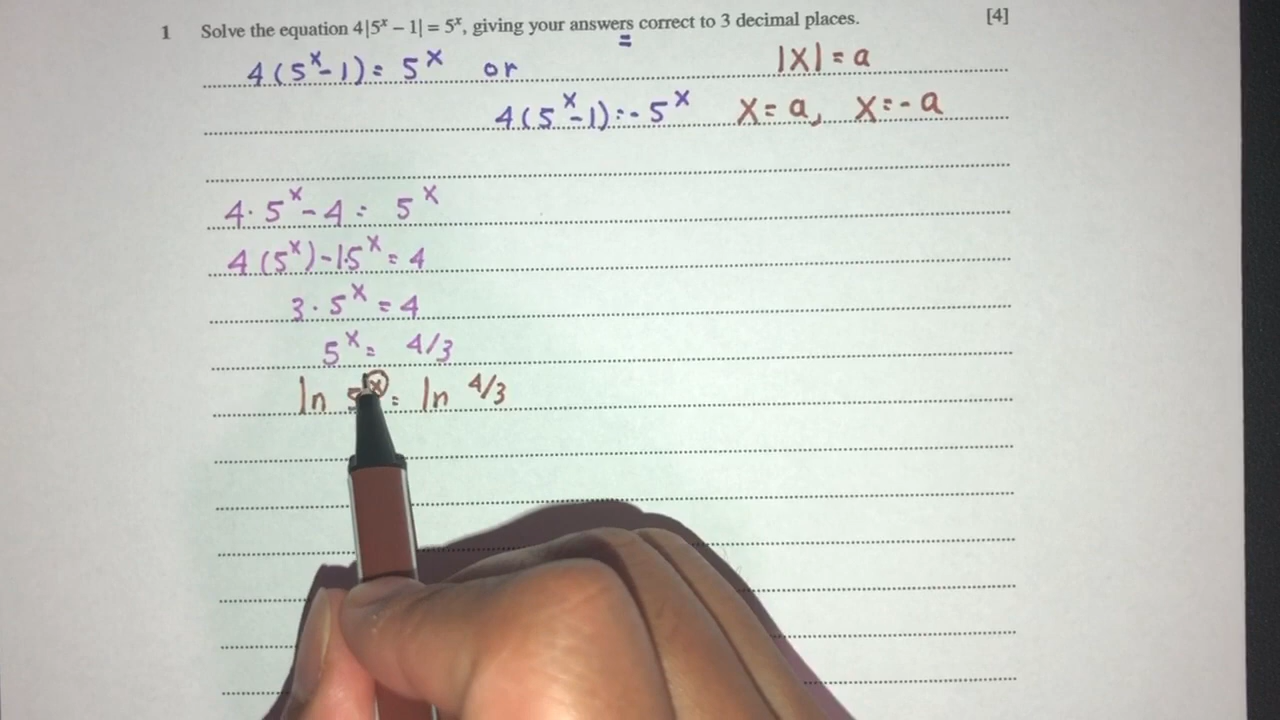 1 Solve the equation 4|5ˣ – 1| = 5ˣ, giving your answers correct to 3 decimal places. [4]
4(5ˣ-1) = 5ˣ or |x| = a
4(5ˣ-1) = -5ˣ x = a, x = -a
4·5ˣ - 4 = 5ˣ
4(5ˣ) - 1·5ˣ = 4
3·5ˣ = 4
5ˣ = 4/3
ln 5ˣ = ln 4/3